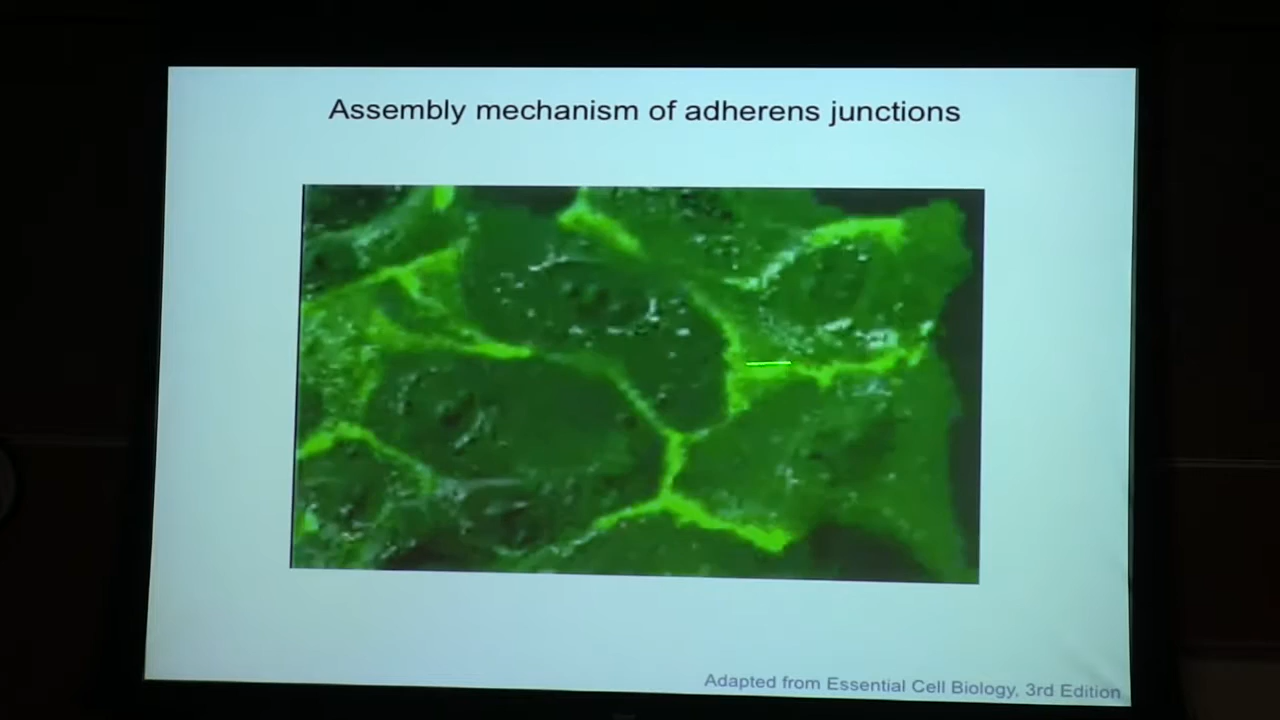 Assembly mechanism of adherens junctions
Adapted from Essential Cell Biology, 3rd Edition